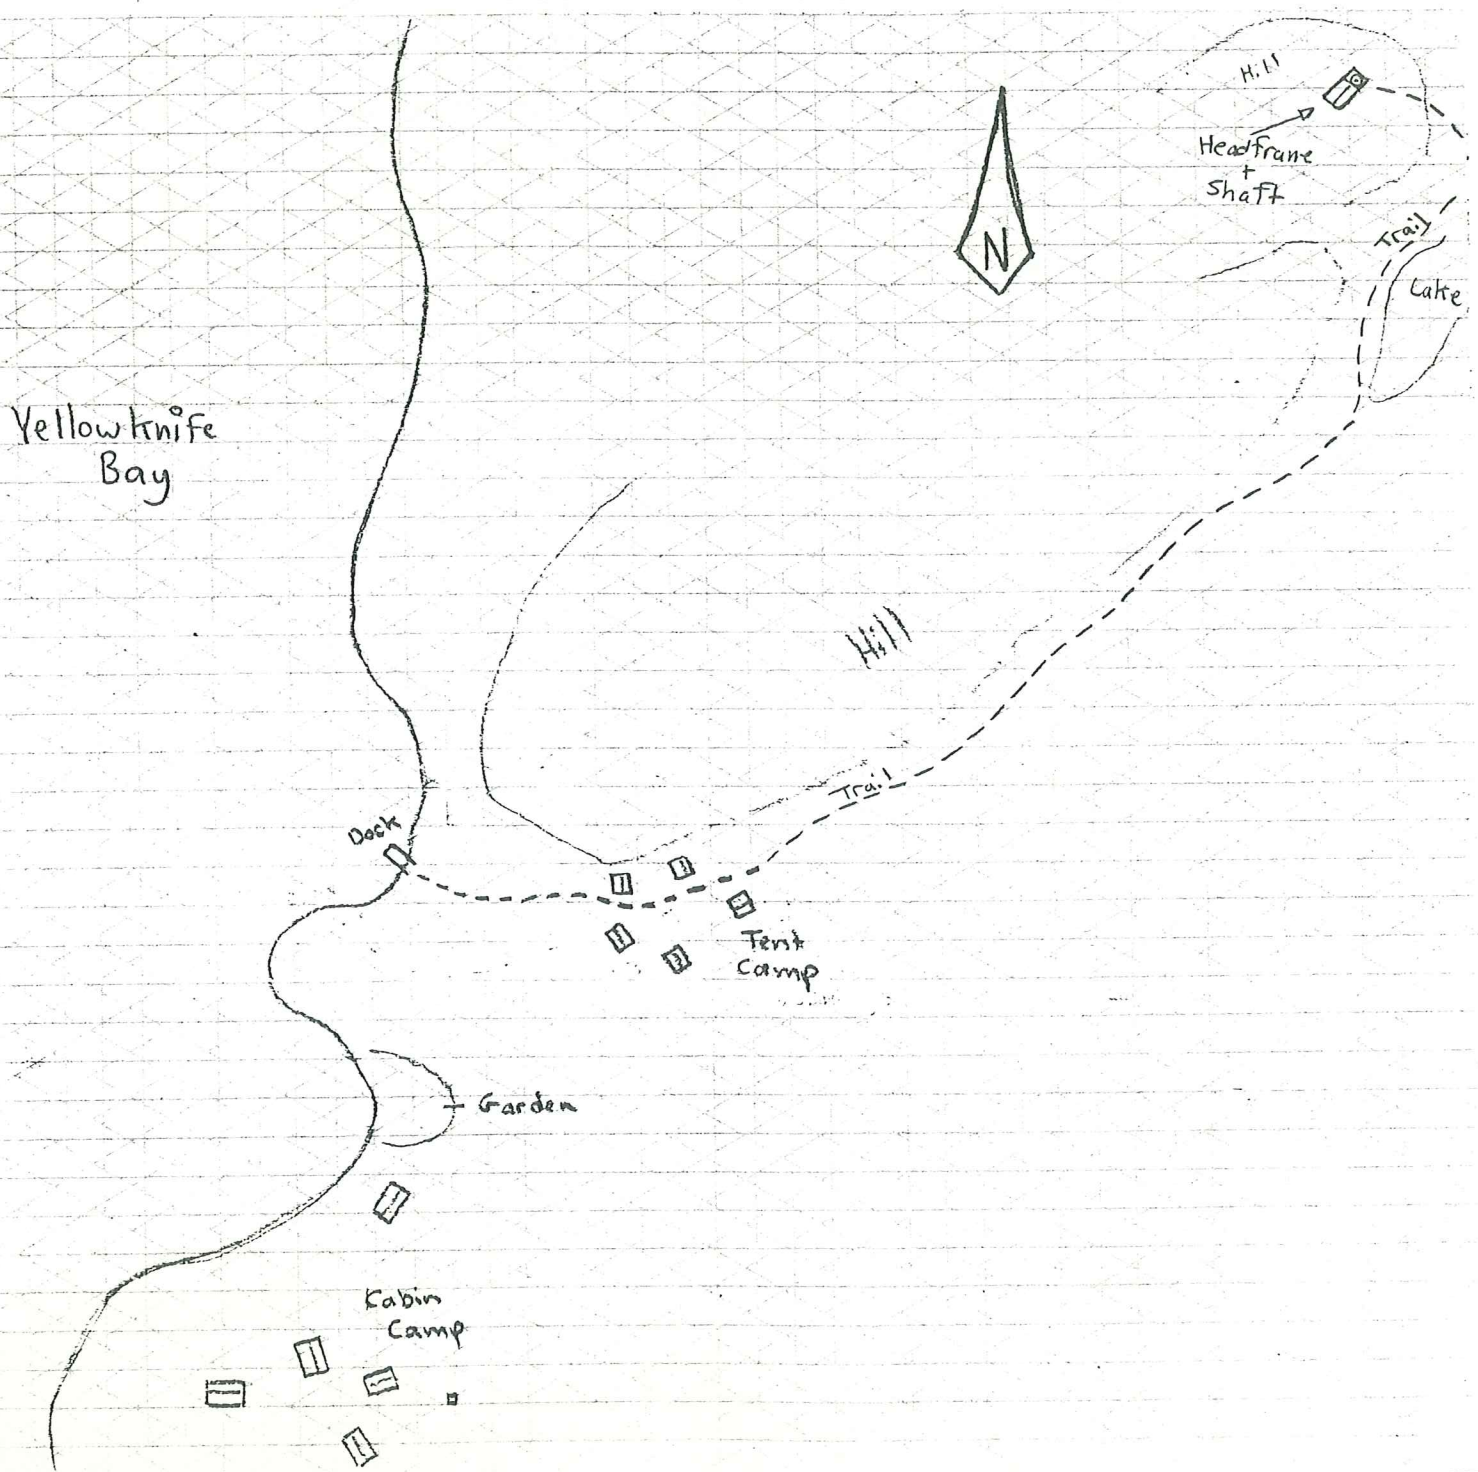 Hill
Headframe
+
Shaft
N
Trail
Lake
Yellowknife
Bay
Hill
Trail
Dock
Tent
Camp
Garden
Cabin
Camp